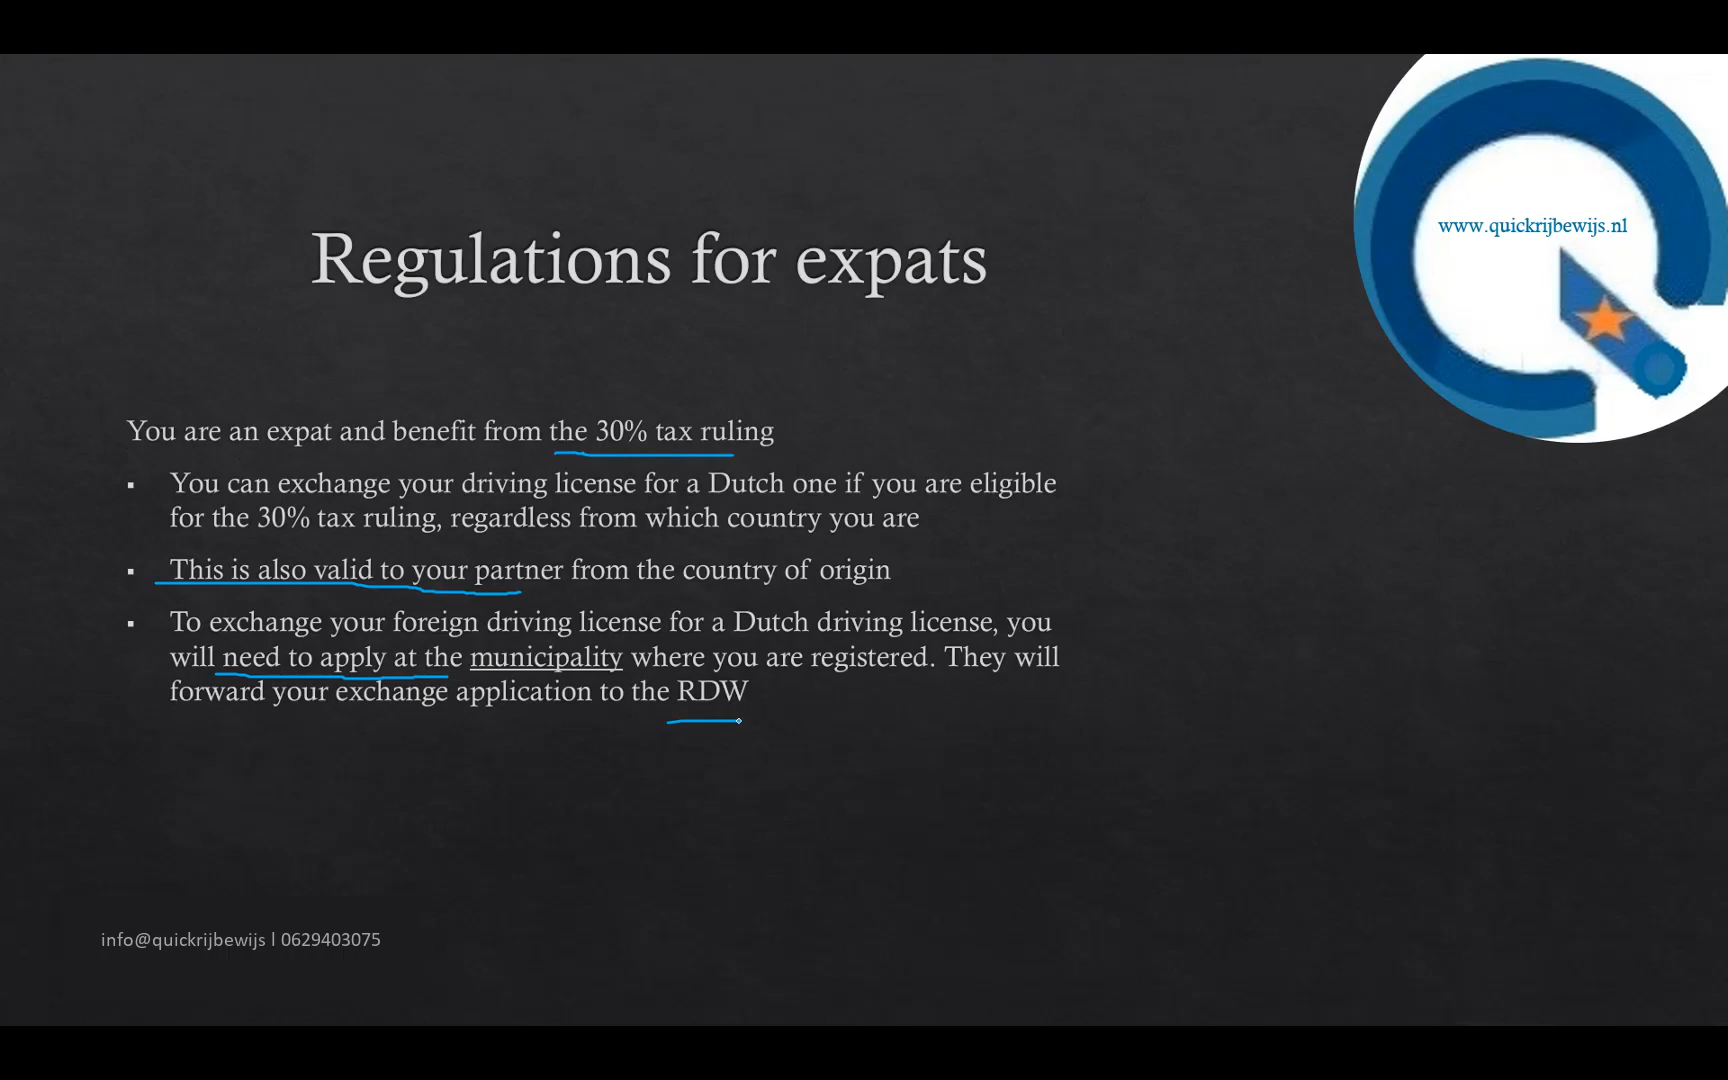 www.quickrijbewijs.nl
Regulations for expats
You are an expat and benefit from the 30% tax ruling
▪ You can exchange your driving license for a Dutch one if you are eligible
for the 30% tax ruling, regardless from which country you are
▪ This is also valid to your partner from the country of origin
▪ To exchange your foreign driving license for a Dutch driving license, you
will need to apply at the municipality where you are registered. They will
forward your exchange application to the RDW
info@quickrijbewijs l 0629403075